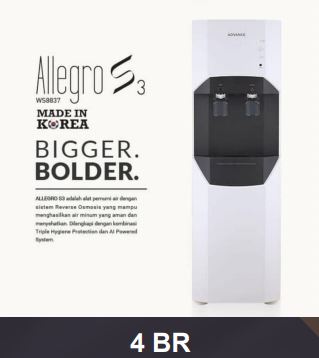 Allegro S3
WS8837
MADE IN
KOREA
BIGGER.
BOLDER.
ALLEGRO S3 adalah alat pemurni air dengan
sistem Reverse Osmosis yang mampu
menghasilkan air minum yang aman dan
menyehatkan. Dilengkapi dengan kombinasi
Triple Hygiene Protection dan AI Powered
System.
ADVANCE
4 BR